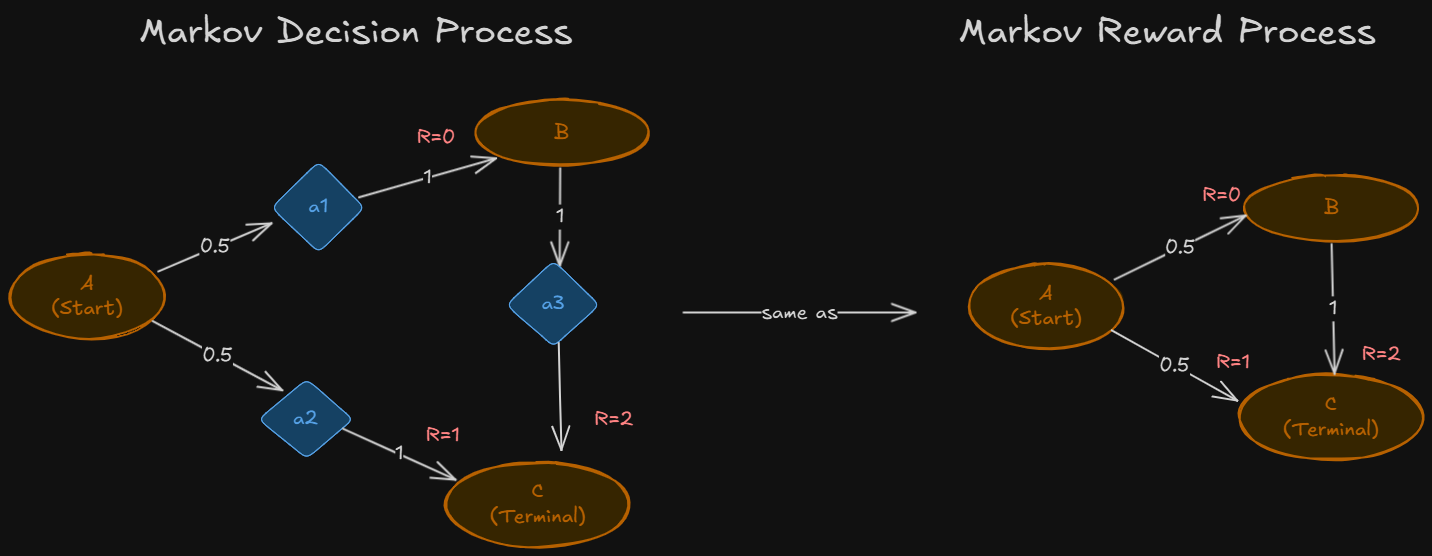 Markov Decision Process
R=0
B
a1
1
1
0.5
A
(Start)
a3
0.5
a2
R=1
1
R=2
C
(Terminal)
same as
Markov Reward Process
R=0
B
0.5
A
(Start)
1
0.5
R=1
R=2
C
(Terminal)